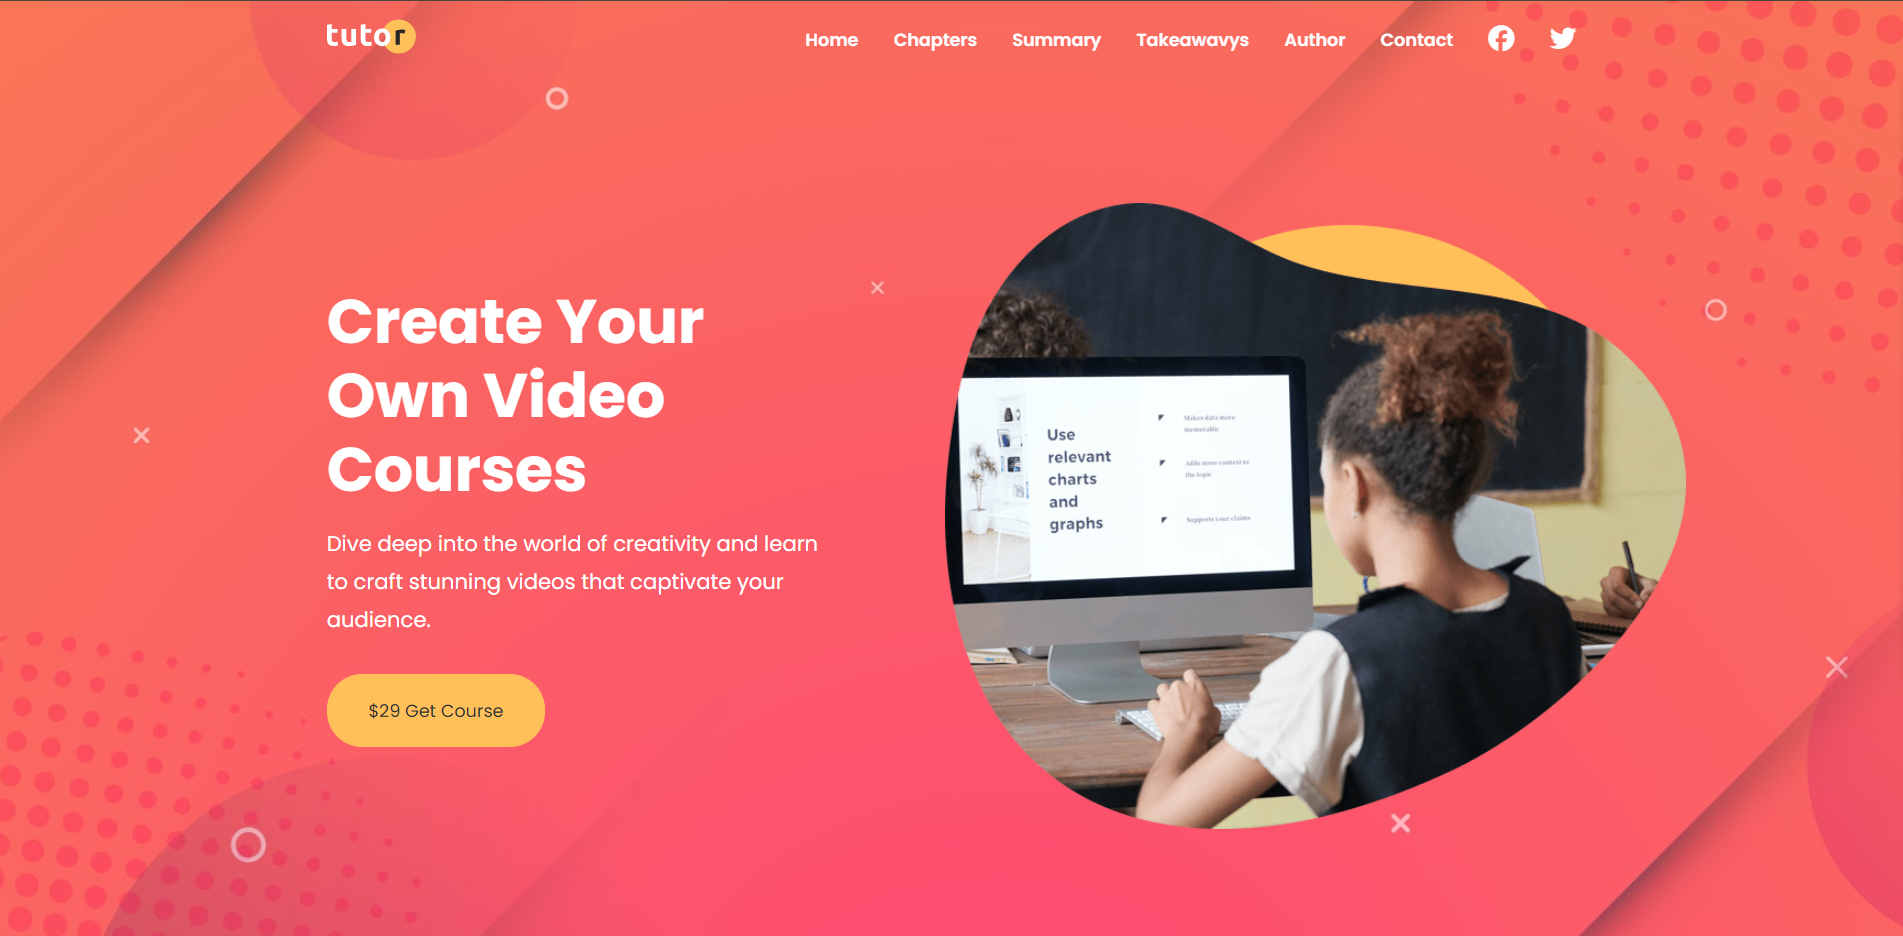 tutor
Home Chapters Summary Takeawavys Author Contact
Create Your
Own Video
Courses
Dive deep into the world of creativity and learn
to craft stunning videos that captivate your
audience.
$29 Get Course
Use
relevant
charts
and
graphs
Makes data more
memorable
Adds more context to
the topic
Supports your claims